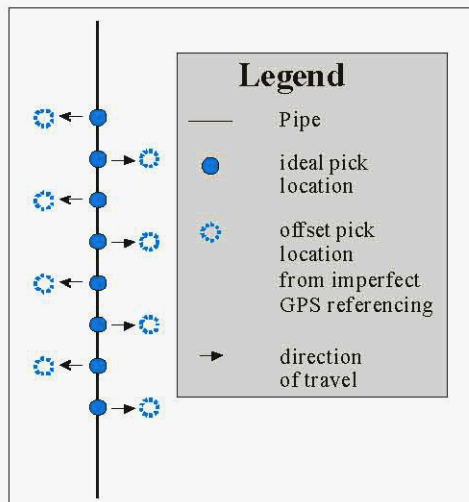 Legend
Pipe
ideal pick
location
offset pick
location
from imperfect
GPS referencing
direction
of travel